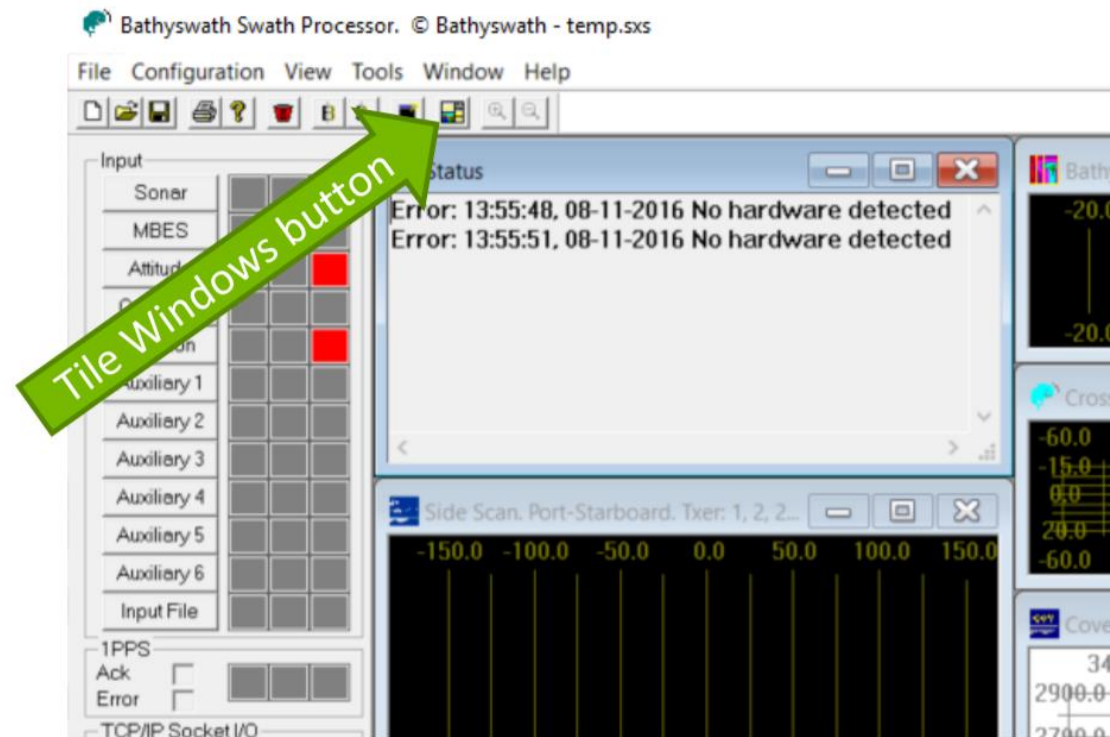 Bathyswath Swath Processor. © Bathyswath - temp.sxs
File Configuration View Tools Window Help
Tile Windows button
Input
Sonar
MBES
Auxiliary 1
Auxiliary 2
Auxiliary 3
Auxiliary 4
Auxiliary 5
Auxiliary 6
Input File
1PPS
Ack
Error
TCP/IP Socket I/O
Status
Error: 13:55:48, 08-11-2016 No hardware detected
Error: 13:55:51, 08-11-2016 No hardware detected
Side Scan. Port-Starboard. Txer: 1, 2, 2...
-150.0 -100.0 -50.0 0.0 50.0 100.0 150.0
-20.0
-20.0
-60.0
-15.0
0.0
20.0
-60.0
34
2900.0
2700.0